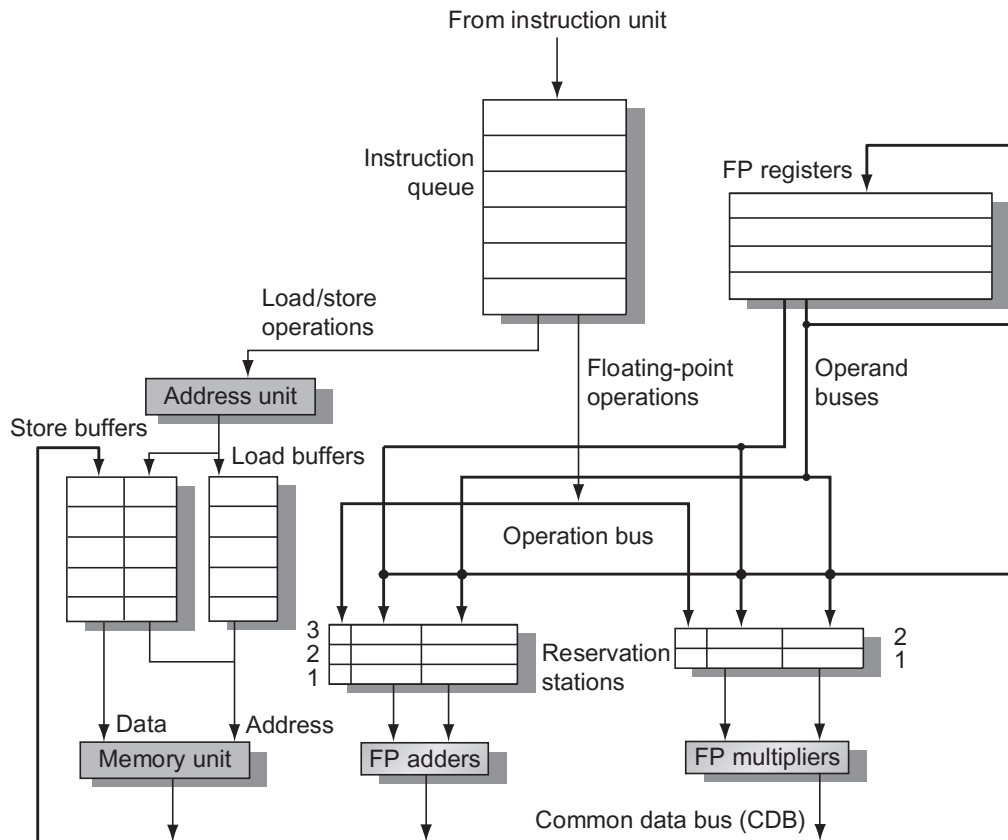 From instruction unit
Instruction
queue
FP registers
Load/store
operations
Floating-point
operations
Operand
buses
Address unit
Store buffers
Load buffers
Operation bus
3
2
1
Reservation
stations
2
1
Data
Address
Memory unit
FP adders
FP multipliers
Common data bus (CDB)